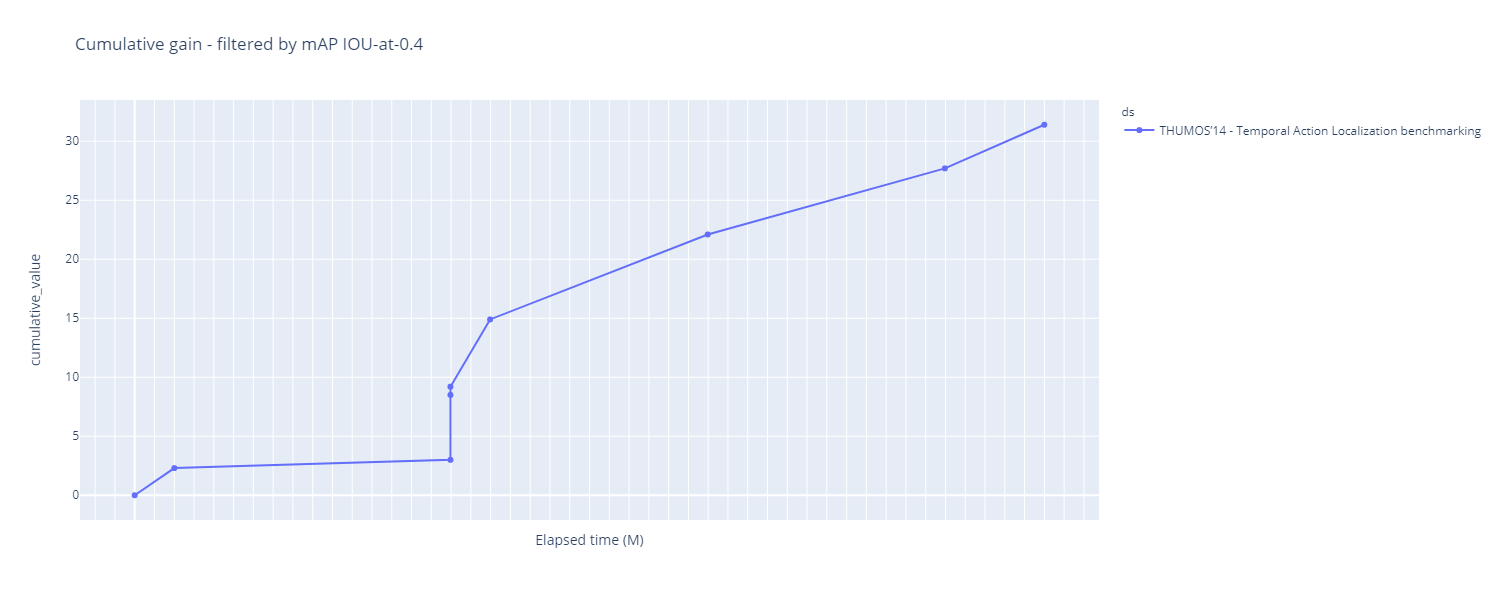 Cumulative gain - filtered by mAP IOU-at-0.4
ds
THUMOS’14 - Temporal Action Localization benchmarking
cumulative_value
30
25
20
15
10
5
0
Elapsed time (M)